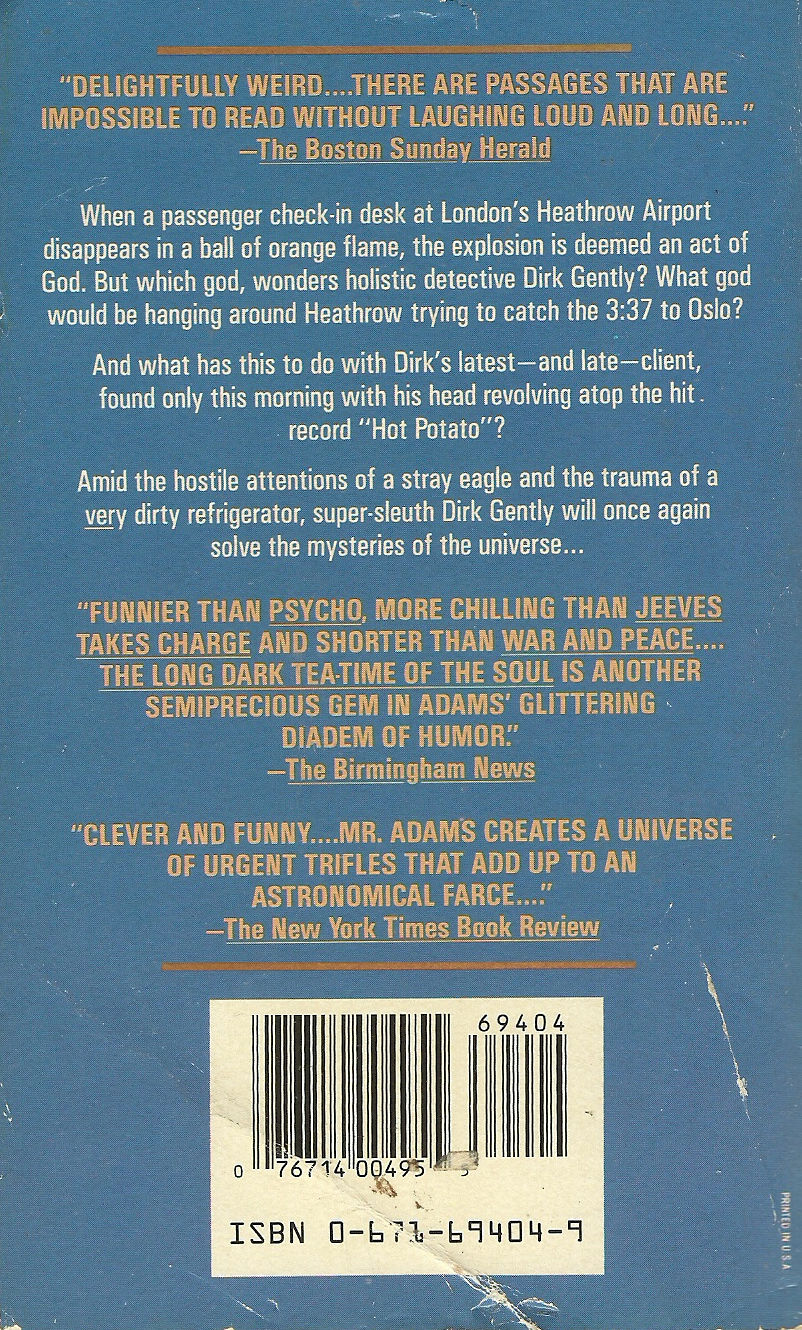 "DELIGHTFULLY WEIRD....THERE ARE PASSAGES THAT ARE
IMPOSSIBLE TO READ WITHOUT LAUGHING LOUD AND LONG...."
—The Boston Sunday Herald
When a passenger check-in desk at London's Heathrow Airport
disappears in a ball of orange flame, the explosion is deemed an act of
God. But which god, wonders holistic detective Dirk Gently? What god
would be hanging around Heathrow trying to catch the 3:37 to Oslo?
And what has this to do with Dirk's latest—and late—client,
found only this morning with his head revolving atop the hit
record "Hot Potato"?
Amid the hostile attentions of a stray eagle and the trauma of a
very dirty refrigerator, super-sleuth Dirk Gently will once again
solve the mysteries of the universe...
"FUNNIER THAN PSYCHO, MORE CHILLING THAN JEEVES
TAKES CHARGE AND SHORTER THAN WAR AND PEACE....
THE LONG DARK TEA-TIME OF THE SOUL IS ANOTHER
SEMIPRECIOUS GEM IN ADAMS' GLITTERING
DIADEM OF HUMOR."
—The Birmingham News
"CLEVER AND FUNNY....MR. ADAMS CREATES A UNIVERSE
OF URGENT TRIFLES THAT ADD UP TO AN
ASTRONOMICAL FARCE...."
—The New York Times Book Review
69404
0 76714 00495 5
ISBN 0-671-69404-9
PRINTED IN U.S.A.